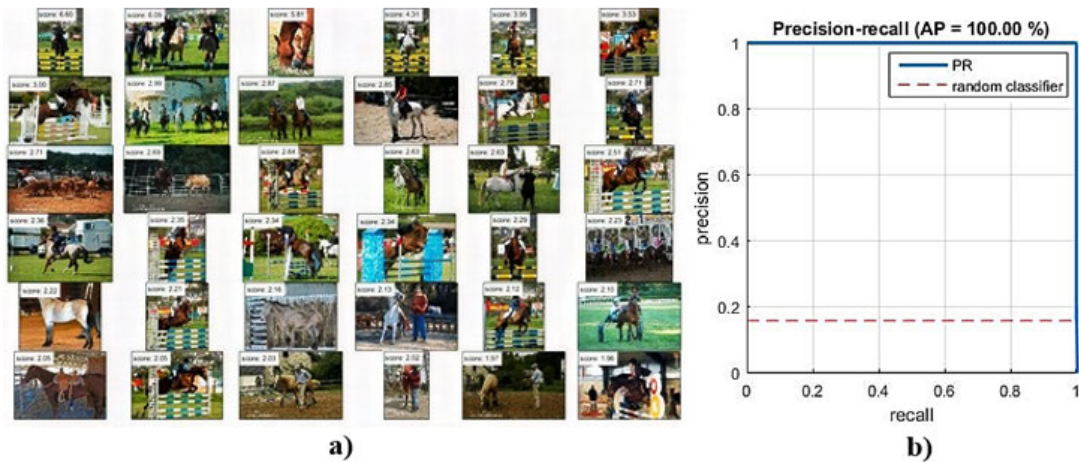 score: 6.60
score: 6.09
score: 5.81
score: 4.31
score: 3.95
score: 3.53
score: 3.00
score: 2.99
score: 2.87
score: 2.85
score: 2.79
score: 2.71
score: 2.71
score: 2.69
score: 2.64
score: 2.63
score: 2.63
score: 2.51
score: 2.36
score: 2.35
score: 2.34
score: 2.34
score: 2.29
score: 2.23
score: 2.22
score: 2.21
score: 2.16
score: 2.13
score: 2.12
score: 2.10
score: 2.05
score: 2.05
score: 2.03
score: 2.02
score: 1.97
score: 1.96
a)
Precision-recall (AP = 100.00 %)
PR
random classifier
precision
1
0.8
0.6
0.4
0.2
0
0
0.2
0.4
0.6
0.8
1
recall
b)